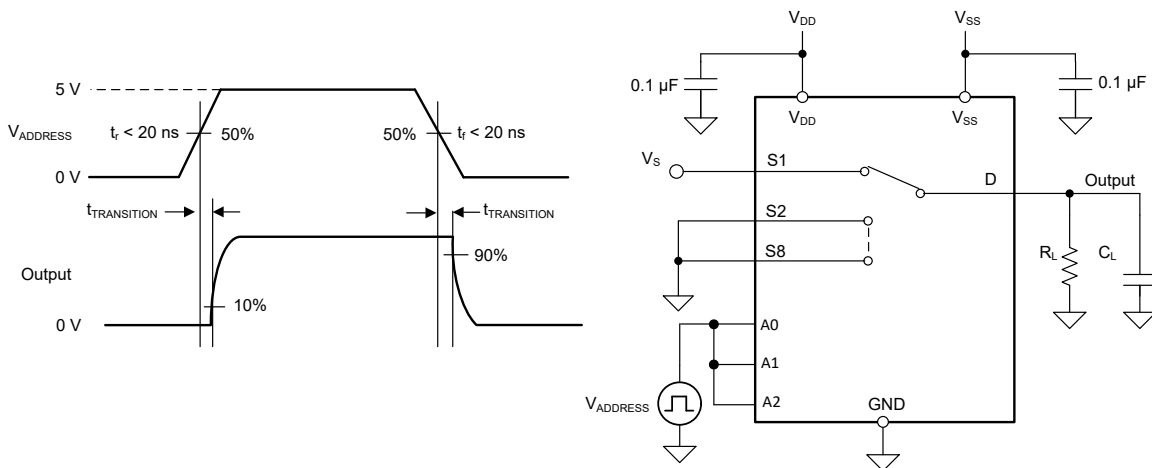 5 V
V_ADDRESS
t_r < 20 ns
50%
50%
t_f < 20 ns
0 V
t_TRANSITION
t_TRANSITION
Output
90%
10%
0 V
V_DD
V_SS
0.1 µF
0.1 µF
V_DD
V_SS
V_S
S1
D
Output
S2
S8
R_L
C_L
A0
A1
A2
V_ADDRESS
GND